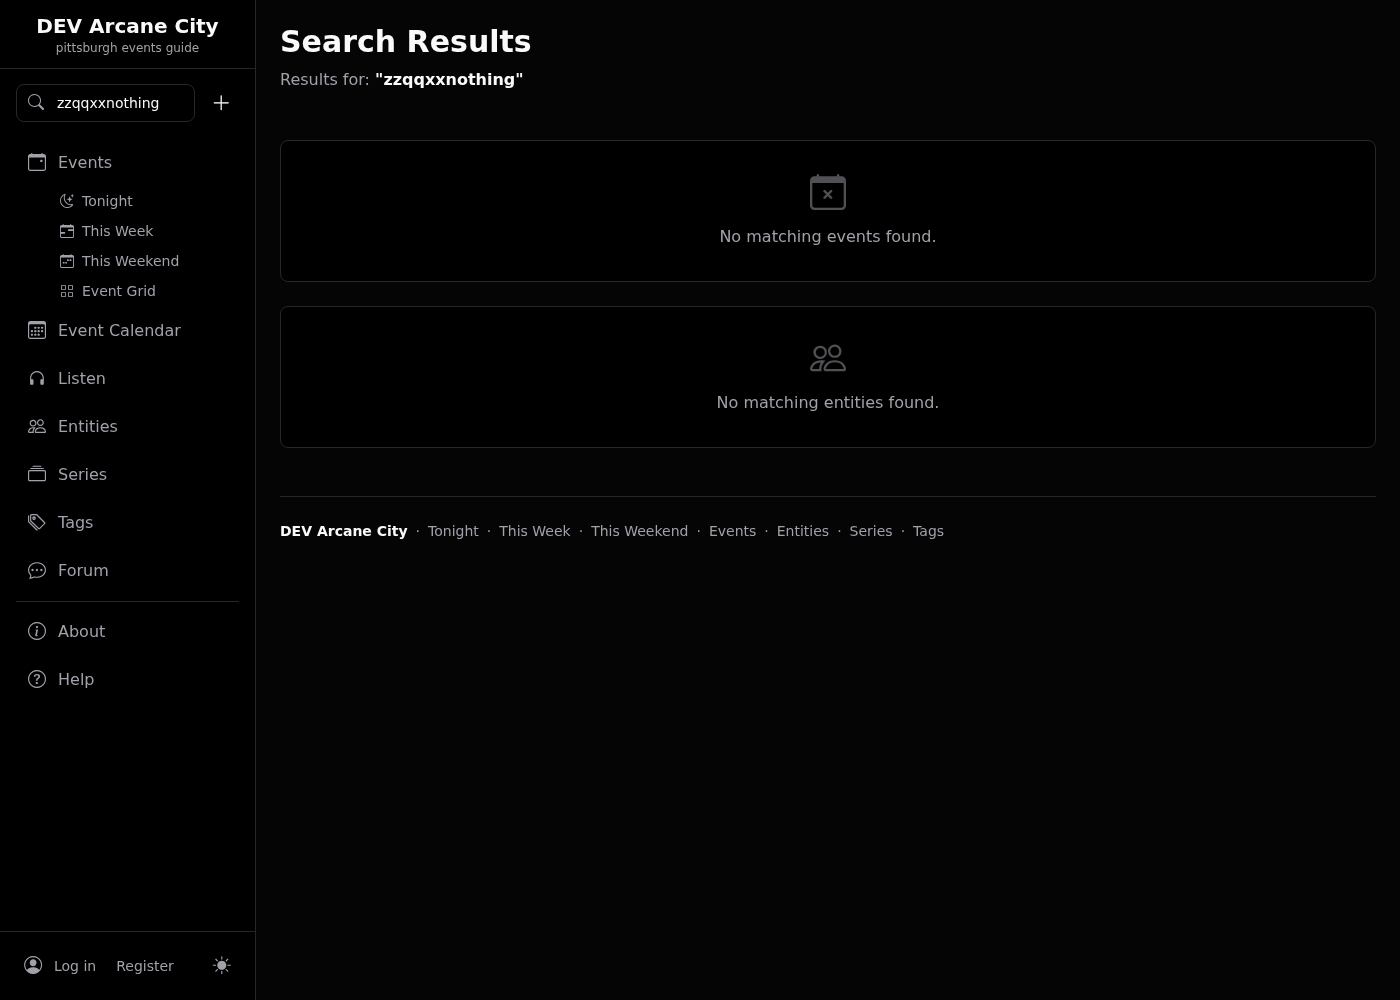 DEV Arcane City
pittsburgh events guide
zzqqxxnothing
Events
Tonight
This Week
This Weekend
Event Grid
Event Calendar
Listen
Entities
Series
Tags
Forum
About
Help
Log in Register
Search Results
Results for: "zzqqxxnothing"
No matching events found.
No matching entities found.
DEV Arcane City · Tonight · This Week · This Weekend · Events · Entities · Series · Tags